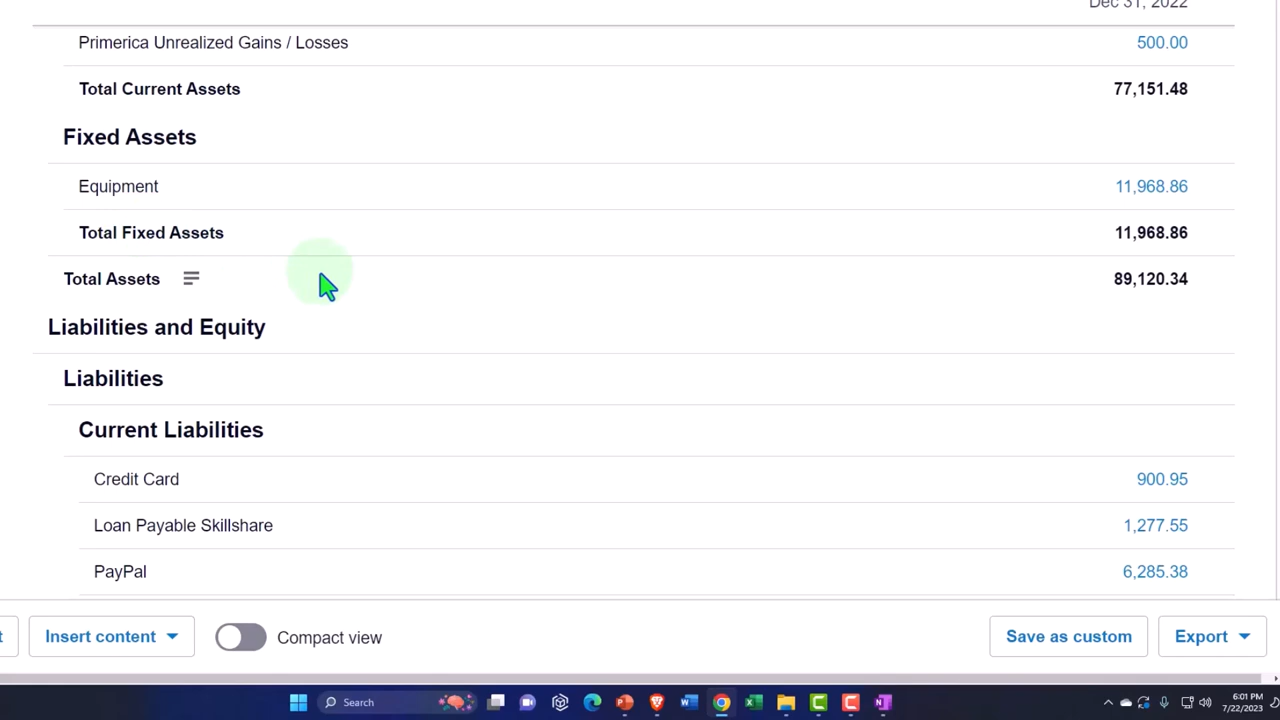 Dec 31, 2022
Primerica Unrealized Gains / Losses 500.00
Total Current Assets 77,151.48
Fixed Assets
Equipment 11,968.86
Total Fixed Assets 11,968.86
Total Assets 89,120.34
Liabilities and Equity
Liabilities
Current Liabilities
Credit Card 900.95
Loan Payable Skillshare 1,277.55
PayPal 6,285.38
t Insert content Compact view Save as custom Export
Search 6:01 PM
7/22/2023